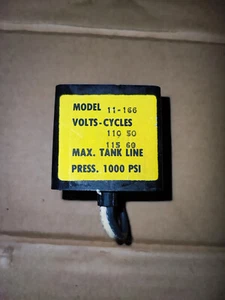 MODEL 11-166
VOLTS-CYCLES
110 50
115 60
MAX. TANK LINE
PRESS. 1000 PSI